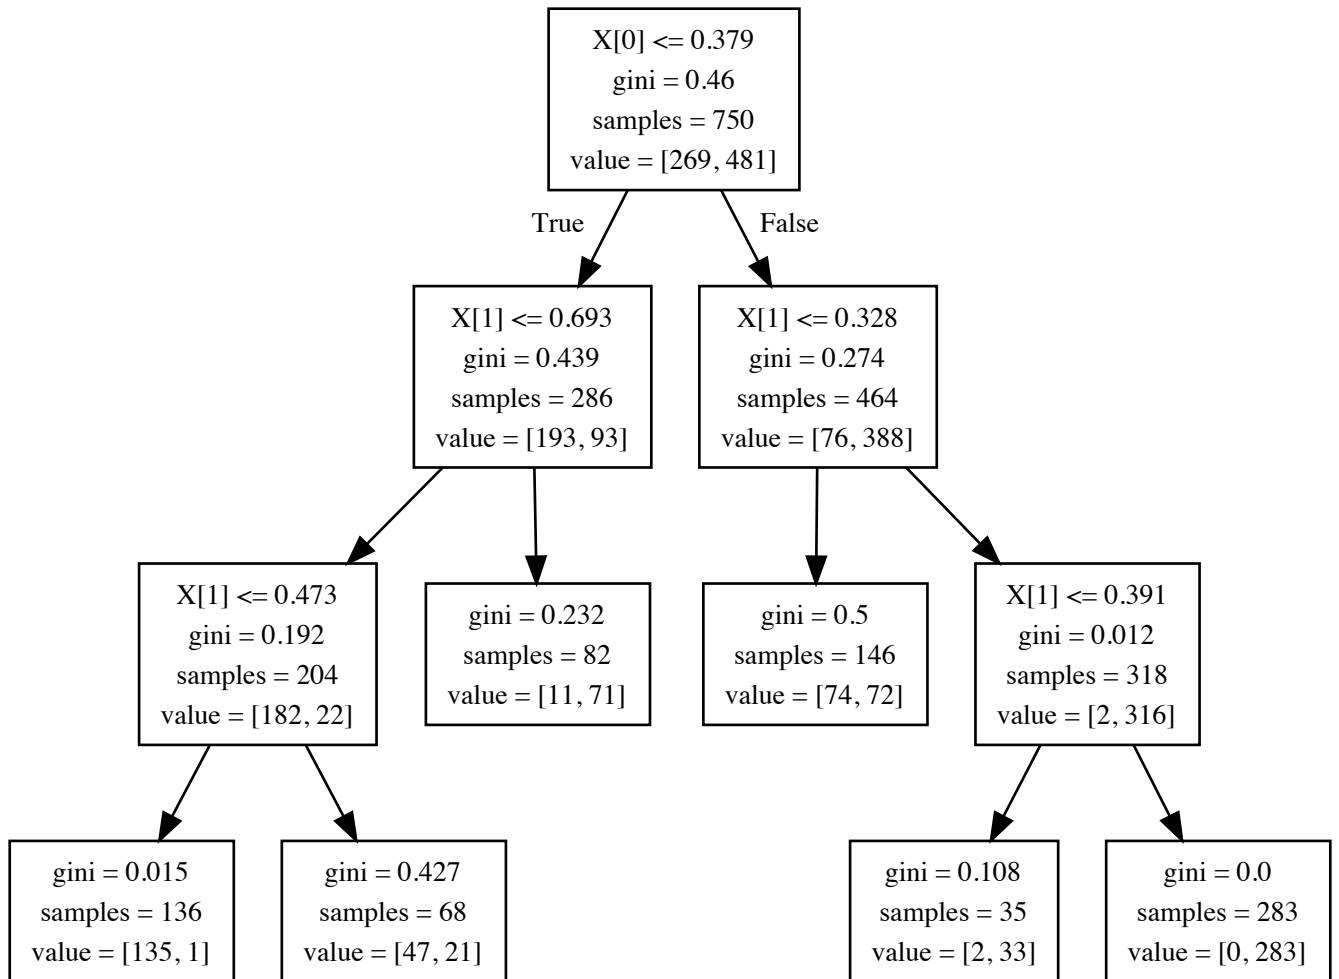 X[0] <= 0.379
gini = 0.46
samples = 750
value = [269, 481]
True
False
X[1] <= 0.693
gini = 0.439
samples = 286
value = [193, 93]
X[1] <= 0.328
gini = 0.274
samples = 464
value = [76, 388]
X[1] <= 0.473
gini = 0.192
samples = 204
value = [182, 22]
gini = 0.232
samples = 82
value = [11, 71]
gini = 0.5
samples = 146
value = [74, 72]
X[1] <= 0.391
gini = 0.012
samples = 318
value = [2, 316]
gini = 0.015
samples = 136
value = [135, 1]
gini = 0.427
samples = 68
value = [47, 21]
gini = 0.108
samples = 35
value = [2, 33]
gini = 0.0
samples = 283
value = [0, 283]